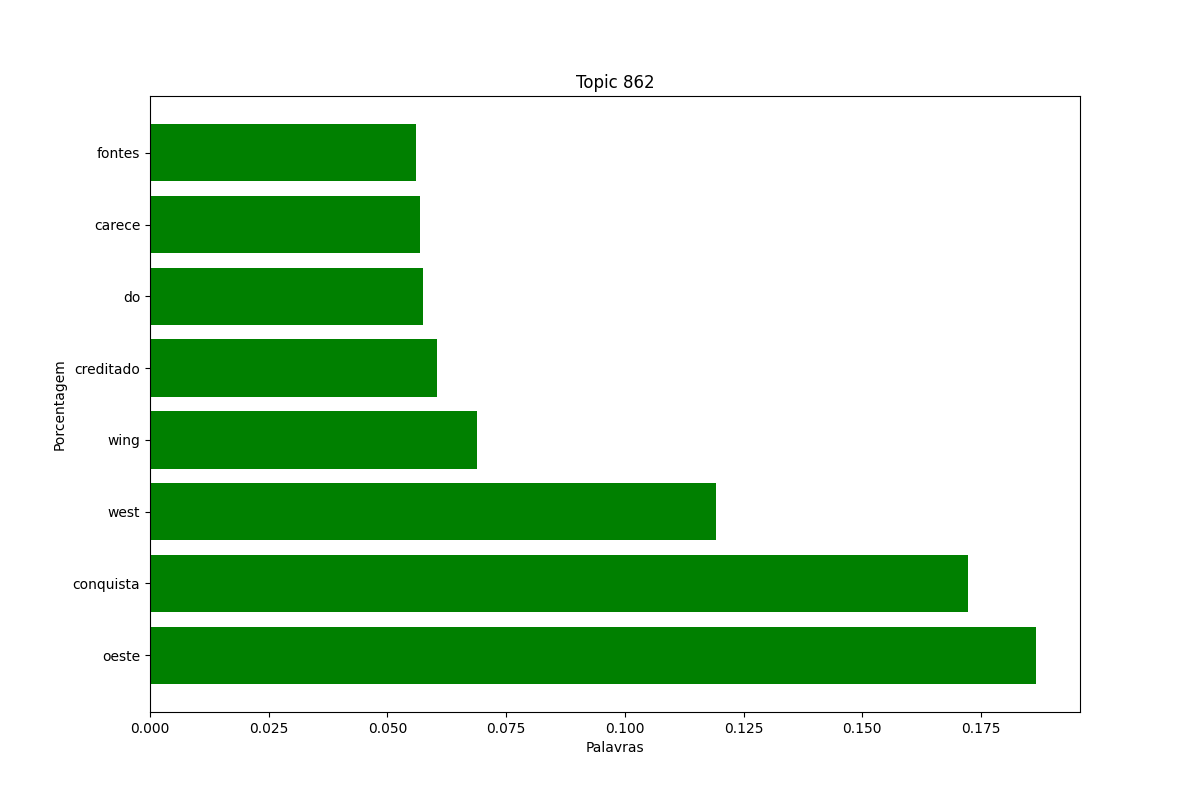 Topic 862
fontes
carece
do
creditado
wing
west
conquista
oeste
Porcentagem
0.000 0.025 0.050 0.075 0.100 0.125 0.150 0.175
Palavras